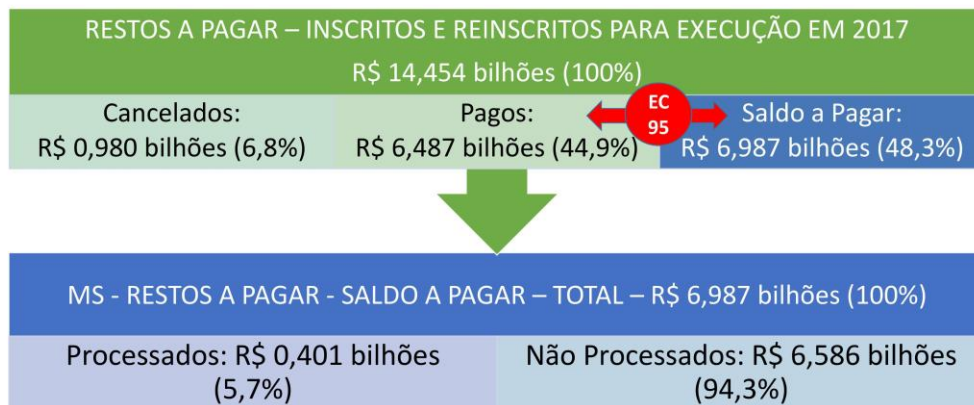 RESTOS A PAGAR – INSCRITOS E REINSCRITOS PARA EXECUÇÃO EM 2017
R$ 14,454 bilhões (100%)
Cancelados:
R$ 0,980 bilhões (6,8%)
Pagos:
R$ 6,487 bilhões (44,9%)
EC
95
Saldo a Pagar:
R$ 6,987 bilhões (48,3%)
MS - RESTOS A PAGAR - SALDO A PAGAR – TOTAL – R$ 6,987 bilhões (100%)
Processados: R$ 0,401 bilhões
(5,7%)
Não Processados: R$ 6,586 bilhões
(94,3%)